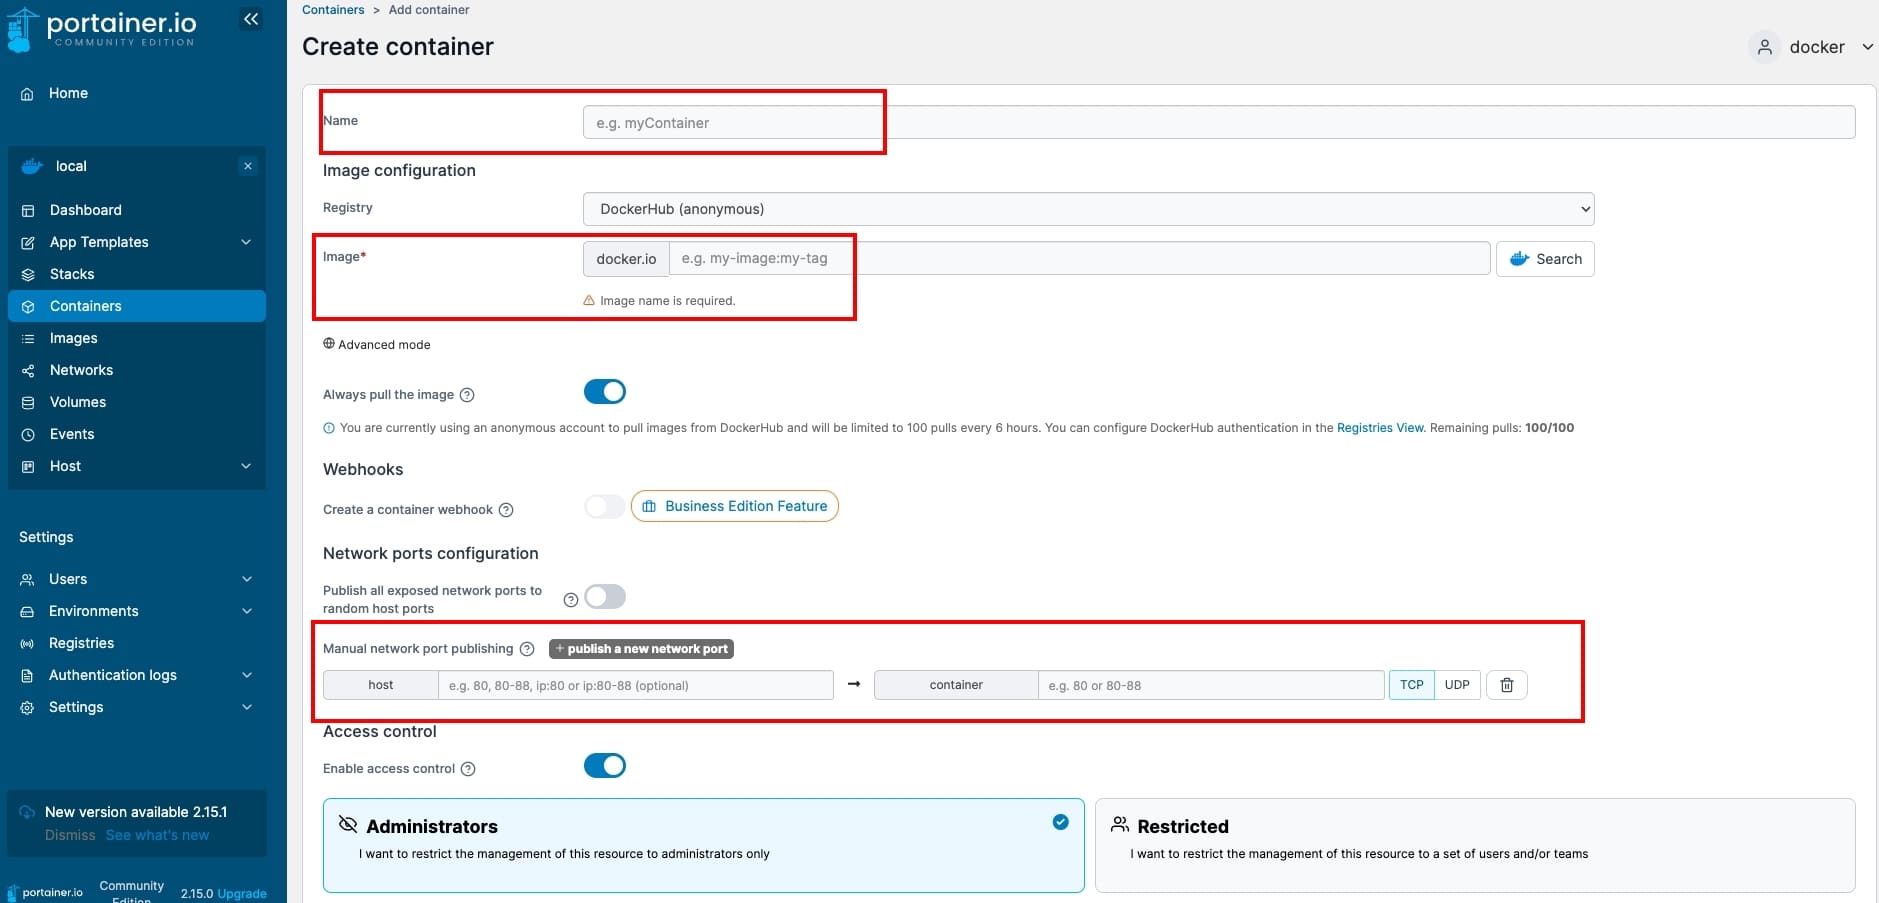 portainer.io
COMMUNITY EDITION
Home
local
Dashboard
App Templates
Stacks
Containers
Images
Networks
Volumes
Events
Host
Settings
Users
Environments
Registries
Authentication logs
Settings
New version available 2.15.1
Dismiss See what's new
portainer.io Community Edition 2.15.0 Upgrade
Containers > Add container
Create container
docker
Name e.g. myContainer
Image configuration
Registry DockerHub (anonymous)
Image* docker.io e.g. my-image:my-tag Search
Image name is required.
Advanced mode
Always pull the image
You are currently using an anonymous account to pull images from DockerHub and will be limited to 100 pulls every 6 hours. You can configure DockerHub authentication in the Registries View. Remaining pulls: 100/100
Webhooks
Create a container webhook Business Edition Feature
Network ports configuration
Publish all exposed network ports to
random host ports
Manual network port publishing + publish a new network port
host e.g. 80, 80-88, ip:80 or ip:80-88 (optional) → container e.g. 80 or 80-88 TCP UDP
Access control
Enable access control
Administrators
I want to restrict the management of this resource to administrators only
Restricted
I want to restrict the management of this resource to a set of users and/or teams